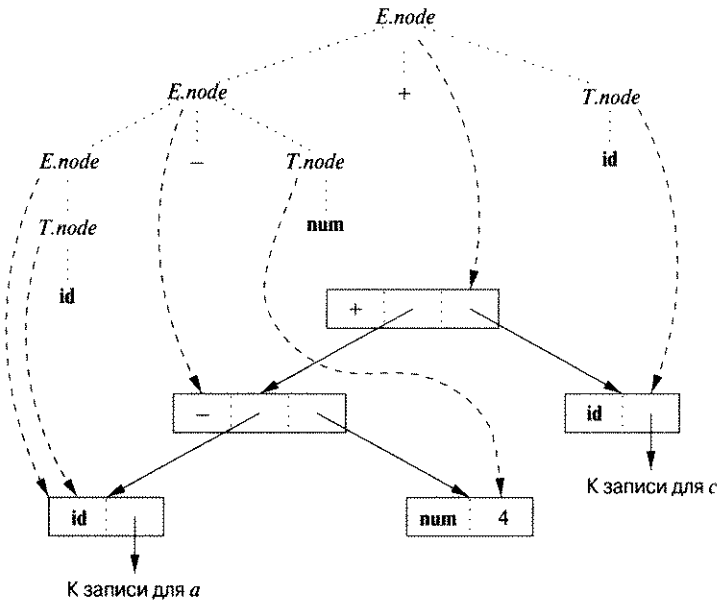 E.node
E.node + T.node
E.node – T.node id
T.node num
id
+
– id
К записи для c
id num 4
К записи для a